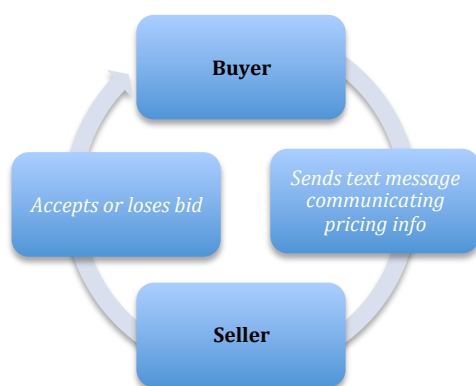 Buyer
Sends text message
communicating
pricing info
Seller
Accepts or loses bid